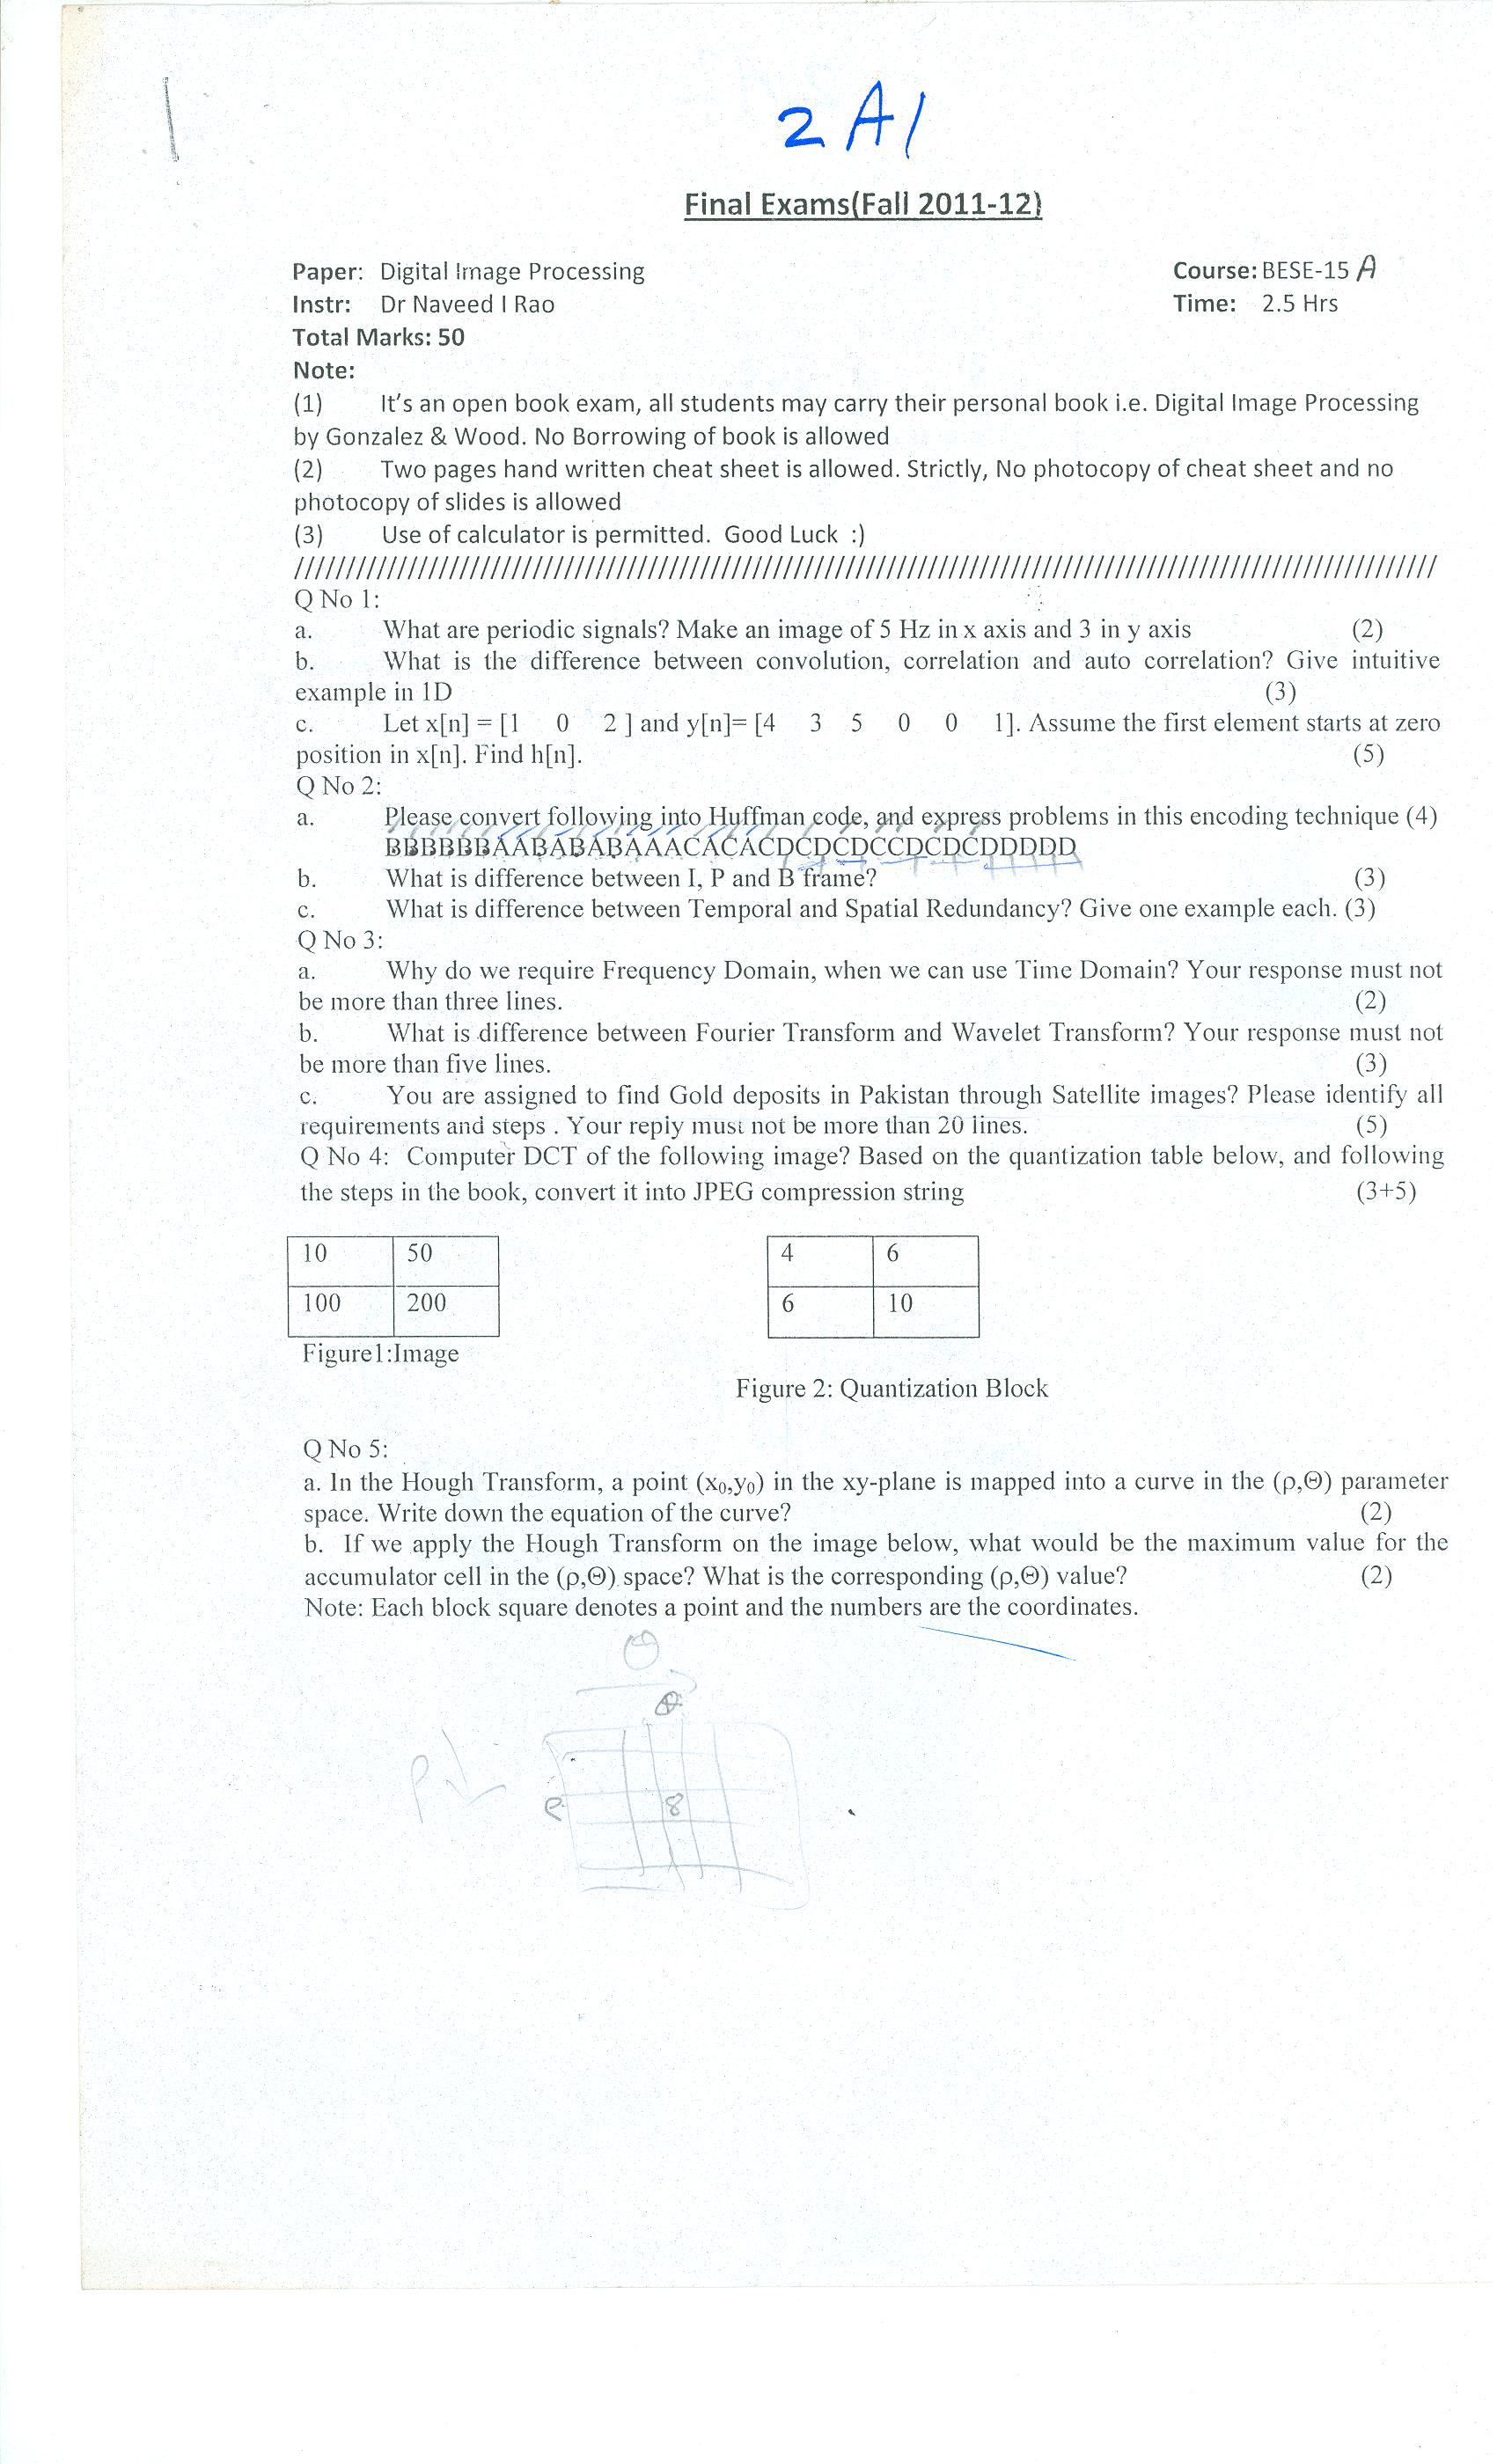 2 A1
Final Exams(Fall 2011-12)
Paper: Digital Image Processing Course: BESE-15 A
Instr: Dr Naveed I Rao Time: 2.5 Hrs
Total Marks: 50
Note:
(1) It's an open book exam, all students may carry their personal book i.e. Digital Image Processing
by Gonzalez & Wood. No Borrowing of book is allowed
(2) Two pages hand written cheat sheet is allowed. Strictly, No photocopy of cheat sheet and no
photocopy of slides is allowed
(3) Use of calculator is permitted. Good Luck :)
Q No 1:
a. What are periodic signals? Make an image of 5 Hz in x axis and 3 in y axis (2)
b. What is the difference between convolution, correlation and auto correlation? Give intuitive
example in 1D (3)
c. Let x[n] = [1 0 2 ] and y[n]= [4 3 5 0 0 1]. Assume the first element starts at zero
position in x[n]. Find h[n]. (5)
Q No 2:
a. Please convert following into Huffman code, and express problems in this encoding technique (4)
BBBBBBAABABABAAACACACDCDCDCCDCDCDDDDD
b. What is difference between I, P and B frame? (3)
c. What is difference between Temporal and Spatial Redundancy? Give one example each. (3)
Q No 3:
a. Why do we require Frequency Domain, when we can use Time Domain? Your response must not
be more than three lines. (2)
b. What is difference between Fourier Transform and Wavelet Transform? Your response must not
be more than five lines. (3)
c. You are assigned to find Gold deposits in Pakistan through Satellite images? Please identify all
requirements and steps . Your reply must not be more than 20 lines. (5)
Q No 4: Computer DCT of the following image? Based on the quantization table below, and following
the steps in the book, convert it into JPEG compression string (3+5)
10 50 4 6
100 200 6 10
Figure1:Image
Figure 2: Quantization Block
Q No 5:
a. In the Hough Transform, a point (x₀,y₀) in the xy-plane is mapped into a curve in the (ρ,Θ) parameter
space. Write down the equation of the curve? (2)
b. If we apply the Hough Transform on the image below, what would be the maximum value for the
accumulator cell in the (ρ,Θ) space? What is the corresponding (ρ,Θ) value? (2)
Note: Each block square denotes a point and the numbers are the coordinates.
Θ
Θ
ρ
ρ 8